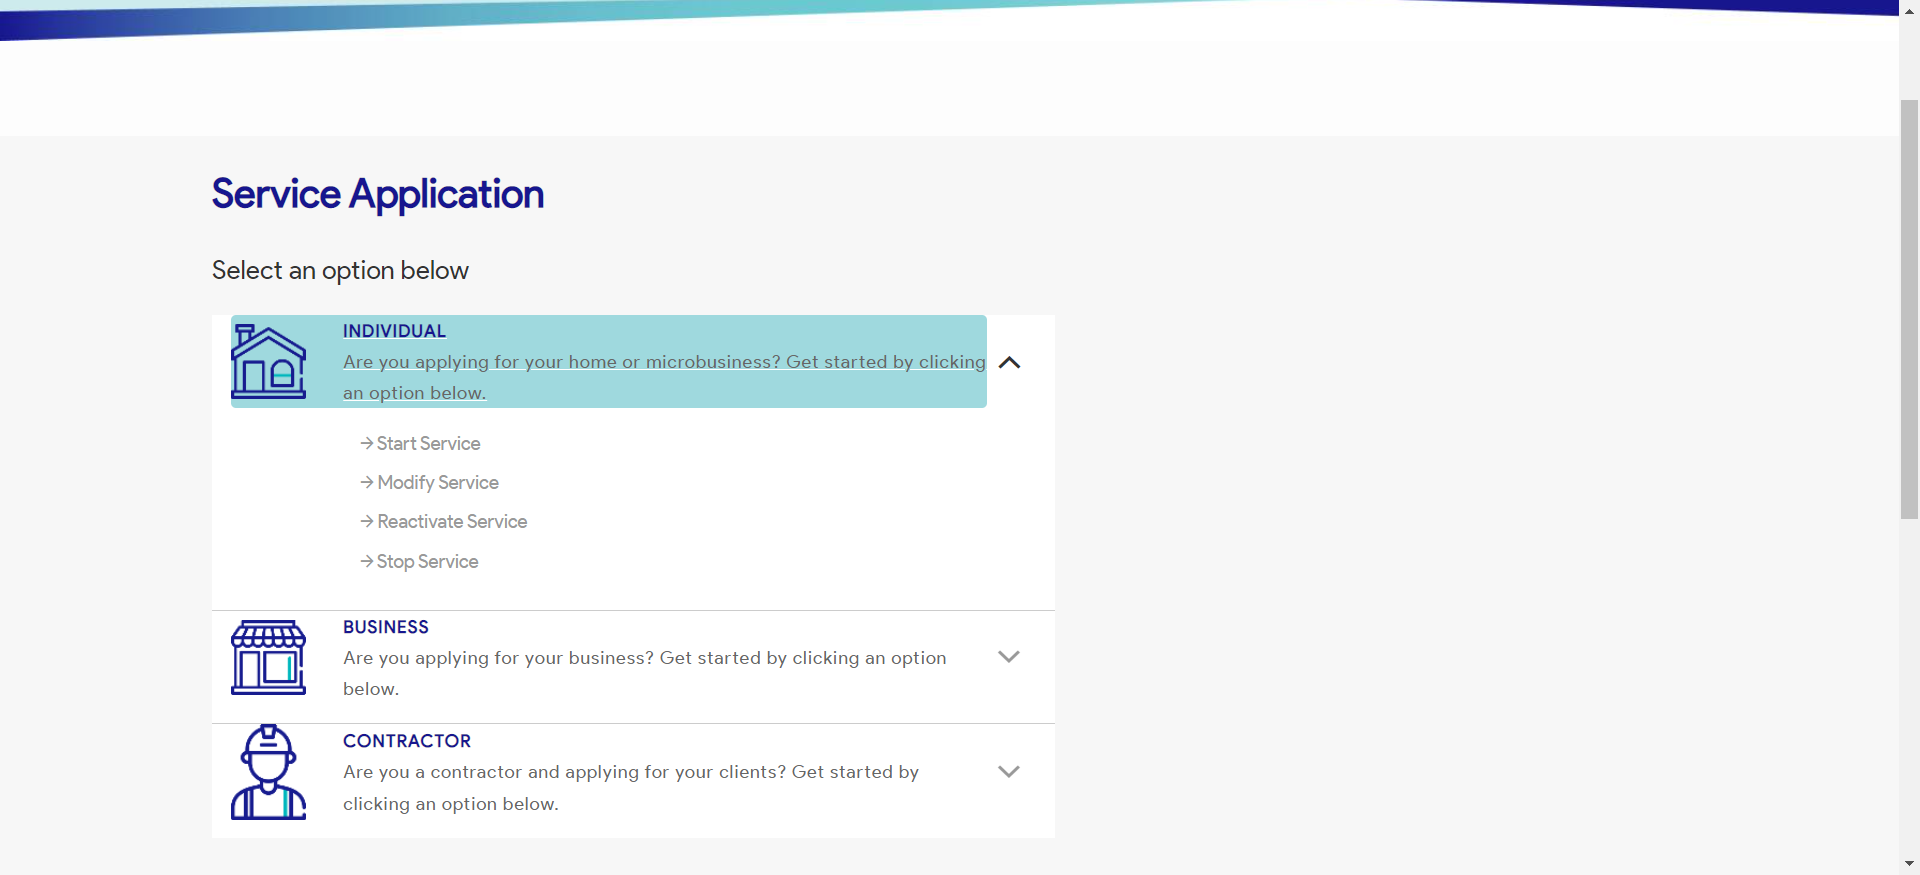 Service Application
Select an option below
INDIVIDUAL
Are you applying for your home or microbusiness? Get started by clicking
an option below.
→ Start Service
→ Modify Service
→ Reactivate Service
→ Stop Service
BUSINESS
Are you applying for your business? Get started by clicking an option
below.
CONTRACTOR
Are you a contractor and applying for your clients? Get started by
clicking an option below.